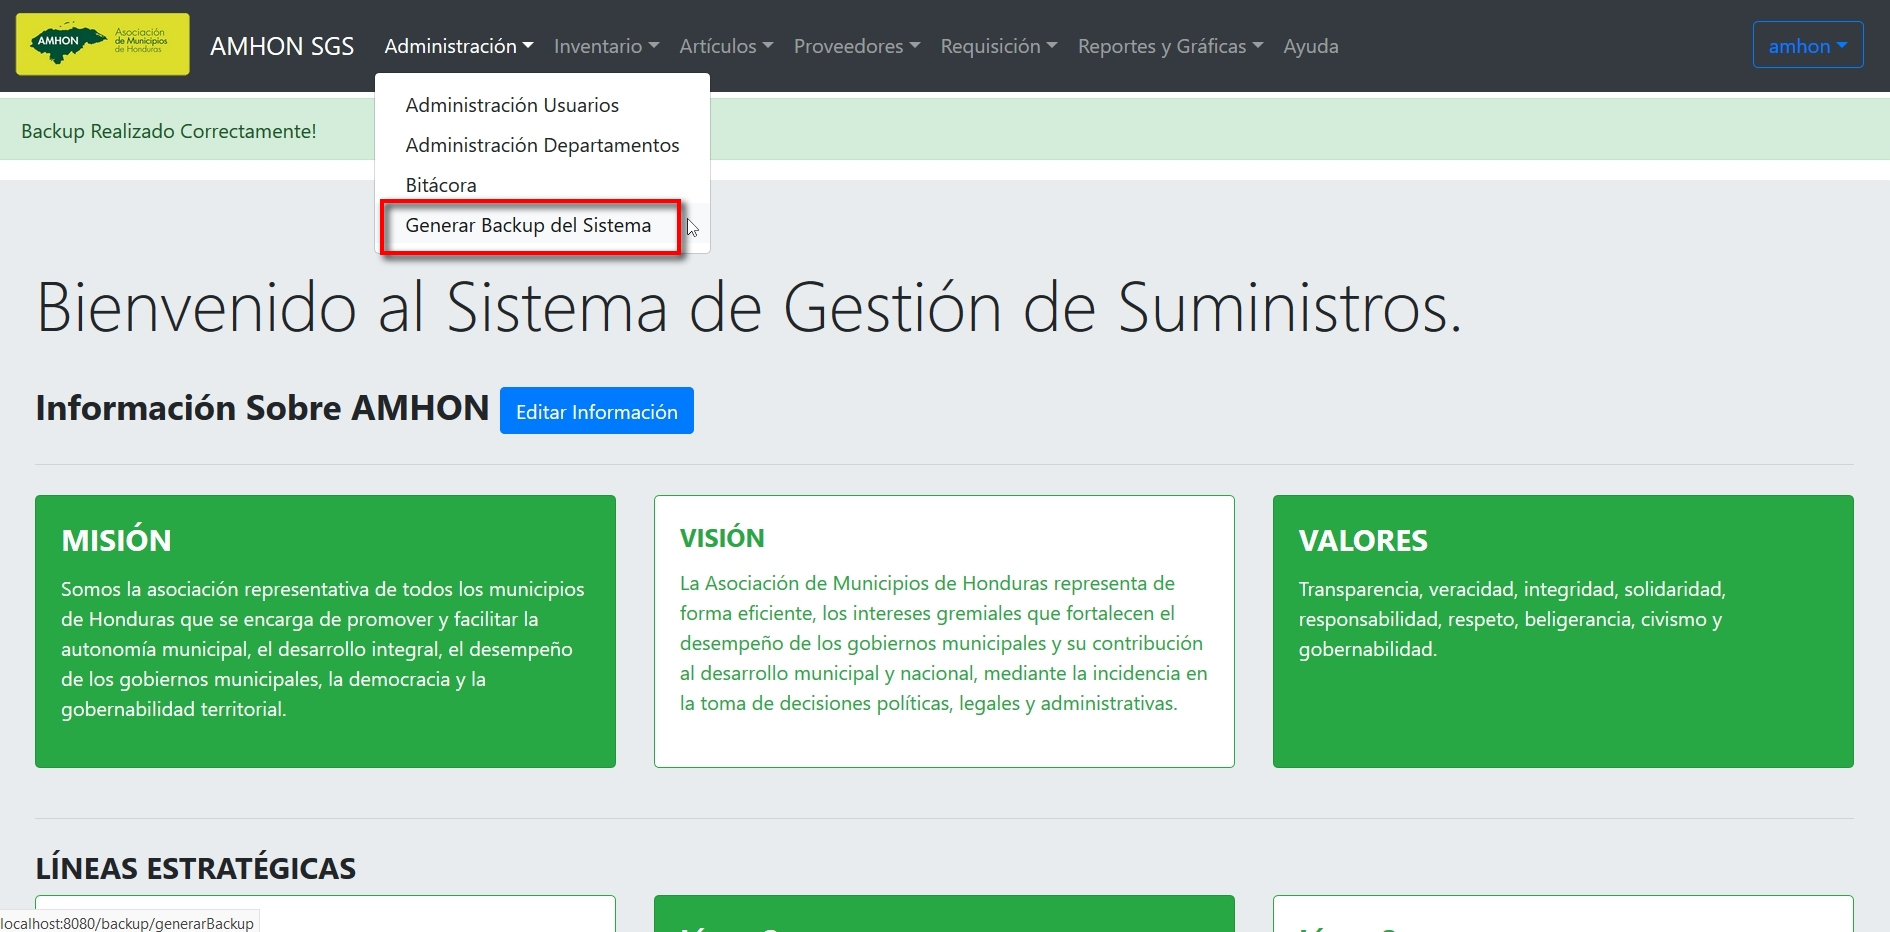 AMHON
Asociación
de Municipios
de Honduras
AMHON SGS
Administración
Inventario
Artículos
Proveedores
Requisición
Reportes y Gráficas
Ayuda
amhon
Administración Usuarios
Administración Departamentos
Bitácora
Generar Backup del Sistema
Backup Realizado Correctamente!
Bienvenido al Sistema de Gestión de Suministros.
Información Sobre AMHON
Editar Información
MISIÓN
Somos la asociación representativa de todos los municipios
de Honduras que se encarga de promover y facilitar la
autonomía municipal, el desarrollo integral, el desempeño
de los gobiernos municipales, la democracia y la
gobernabilidad territorial.
VISIÓN
La Asociación de Municipios de Honduras representa de
forma eficiente, los intereses gremiales que fortalecen el
desempeño de los gobiernos municipales y su contribución
al desarrollo municipal y nacional, mediante la incidencia en
la toma de decisiones políticas, legales y administrativas.
VALORES
Transparencia, veracidad, integridad, solidaridad,
responsabilidad, respeto, beligerancia, civismo y
gobernabilidad.
LÍNEAS ESTRATÉGICAS
localhost:8080/backup/generarBackup